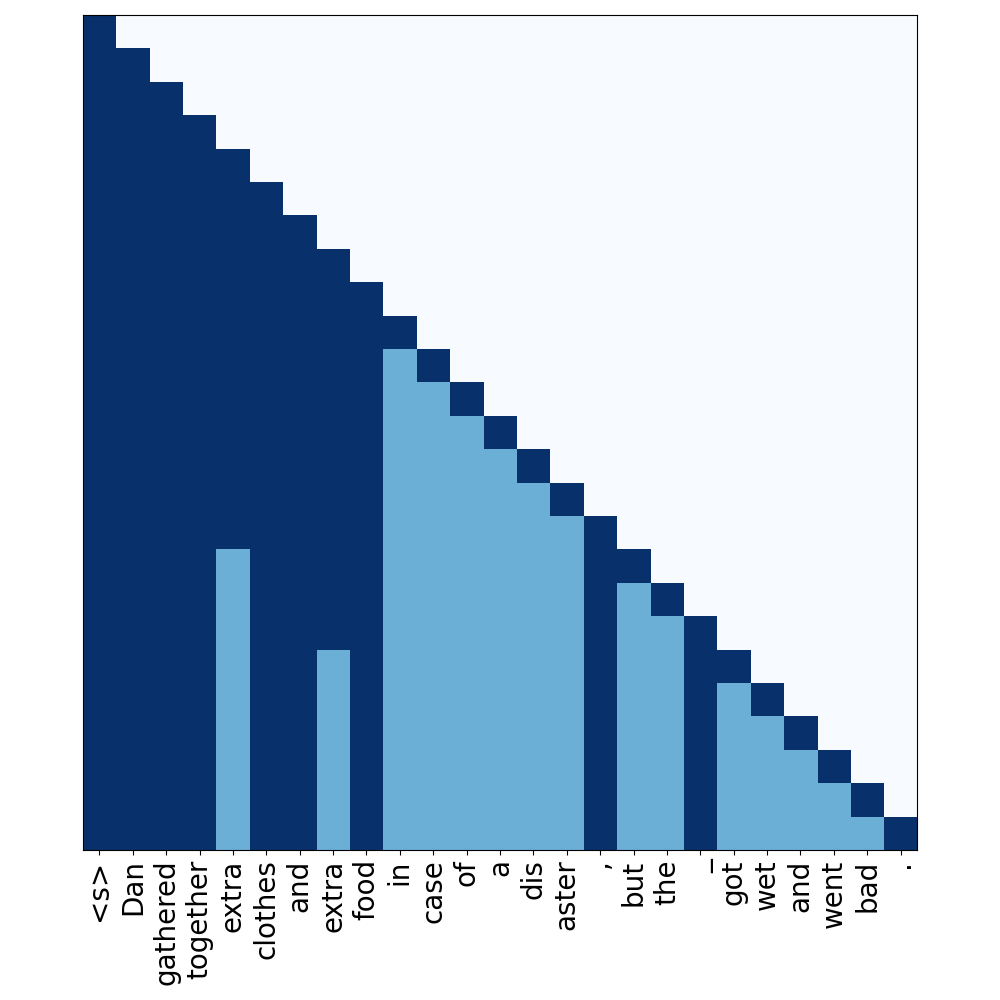 <s>
Dan
gathered
together
extra
clothes
and
extra
food
in
case
of
a
dis
aster
,
but
the
_
got
wet
and
went
bad
.